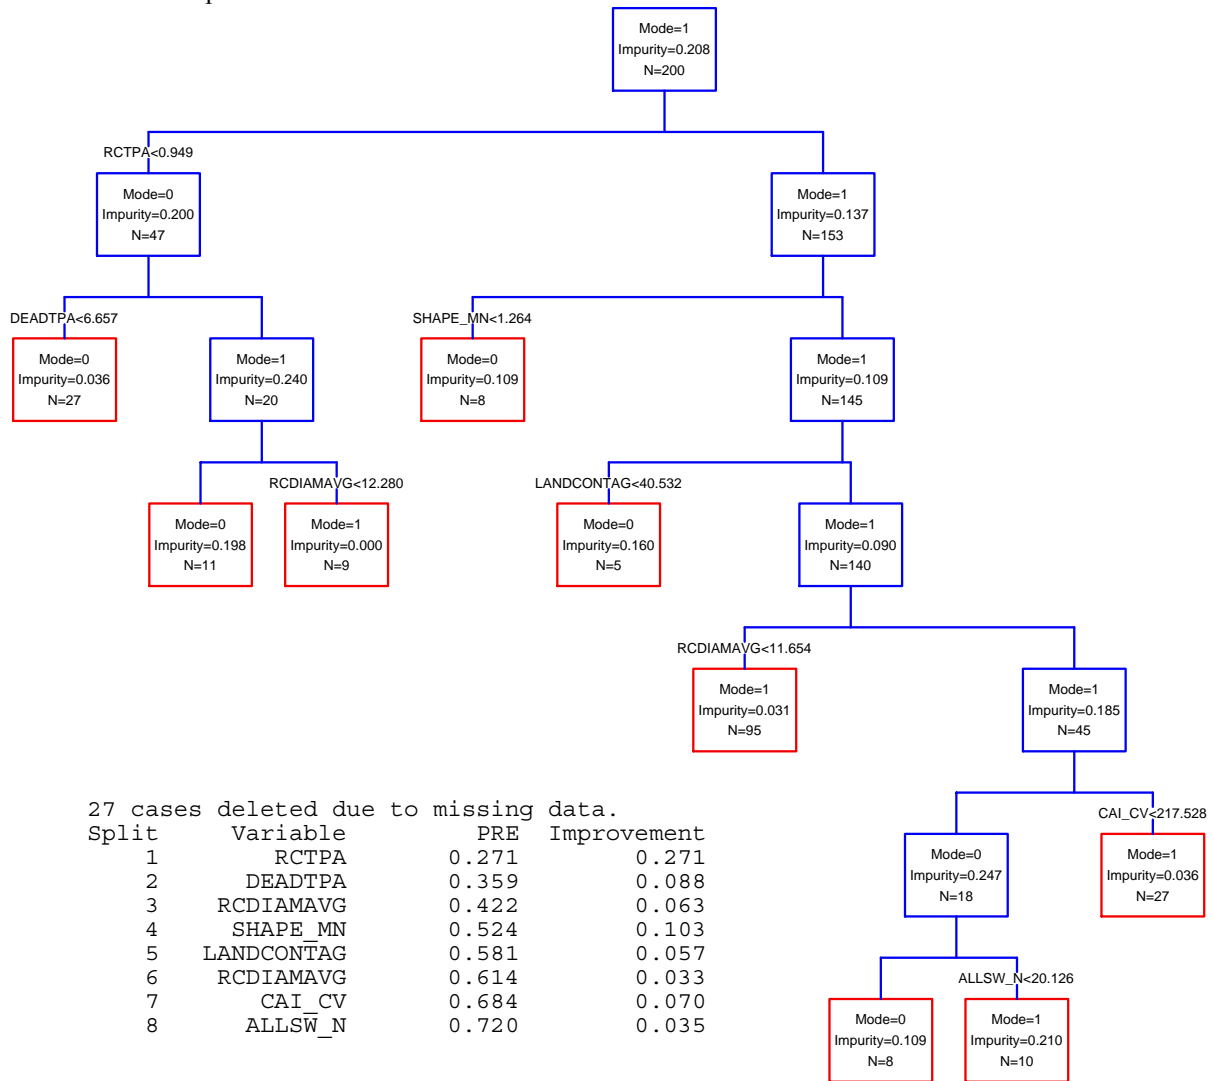 Mode=1
Impurity=0.208
N=200
RCTPA<0.949
Mode=0
Impurity=0.200
N=47
Mode=1
Impurity=0.137
N=153
DEADTPA<6.657
SHAPE_MN<1.264
Mode=0
Impurity=0.036
N=27
Mode=1
Impurity=0.240
N=20
Mode=0
Impurity=0.109
N=8
Mode=1
Impurity=0.109
N=145
RCDIAMAVG<12.280
LANDCONTAG<40.532
Mode=0
Impurity=0.198
N=11
Mode=1
Impurity=0.000
N=9
Mode=0
Impurity=0.160
N=5
Mode=1
Impurity=0.090
N=140
RCDIAMAVG<11.654
Mode=1
Impurity=0.031
N=95
Mode=1
Impurity=0.185
N=45
CAI_CV<217.528
Mode=0
Impurity=0.247
N=18
Mode=1
Impurity=0.036
N=27
ALLSW_N<20.126
Mode=0
Impurity=0.109
N=8
Mode=1
Impurity=0.210
N=10
27 cases deleted due to missing data.
Split Variable PRE Improvement
1 RCTPA 0.271 0.271
2 DEADTPA 0.359 0.088
3 RCDIAMAVG 0.422 0.063
4 SHAPE_MN 0.524 0.103
5 LANDCONTAG 0.581 0.057
6 RCDIAMAVG 0.614 0.033
7 CAI_CV 0.684 0.070
8 ALLSW_N 0.720 0.035